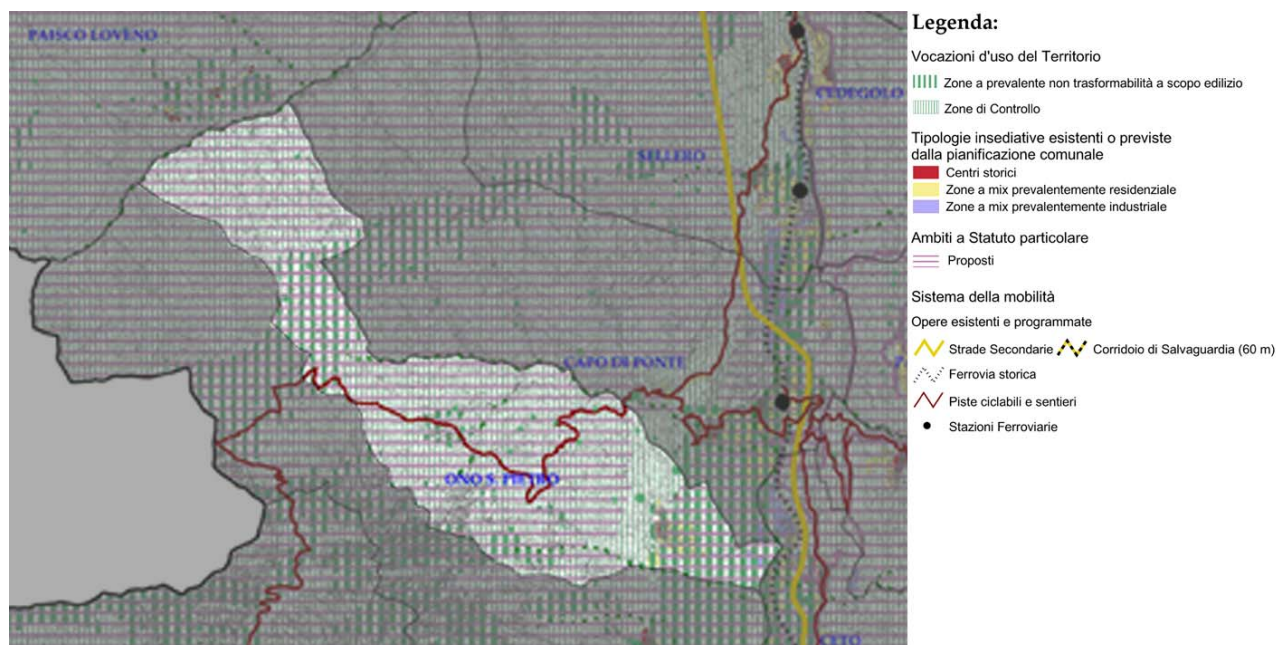 PAISCO LOVENO
CEDEGOLO
SELLERO
CAPO DI PONTE
ONO S. PIETRO
CETO
Legenda:
Vocazioni d'uso del Territorio
Zone a prevalente non trasformabilità a scopo edilizio
Zone di Controllo
Tipologie insediative esistenti o previste
dalla pianificazione comunale
Centri storici
Zone a mix prevalentemente residenziale
Zone a mix prevalentemente industriale
Ambiti a Statuto particolare
Proposti
Sistema della mobilità
Opere esistenti e programmate
Strade Secondarie Corridoio di Salvaguardia (60 m)
Ferrovia storica
Piste ciclabili e sentieri
Stazioni Ferroviarie